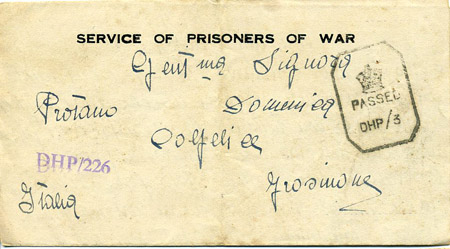 SERVICE OF PRISONERS OF WAR
Gent ma Signora
Protano Domenica
PASSED
DHP/3
Colfelice
DHP/226
Frosinone
Italia